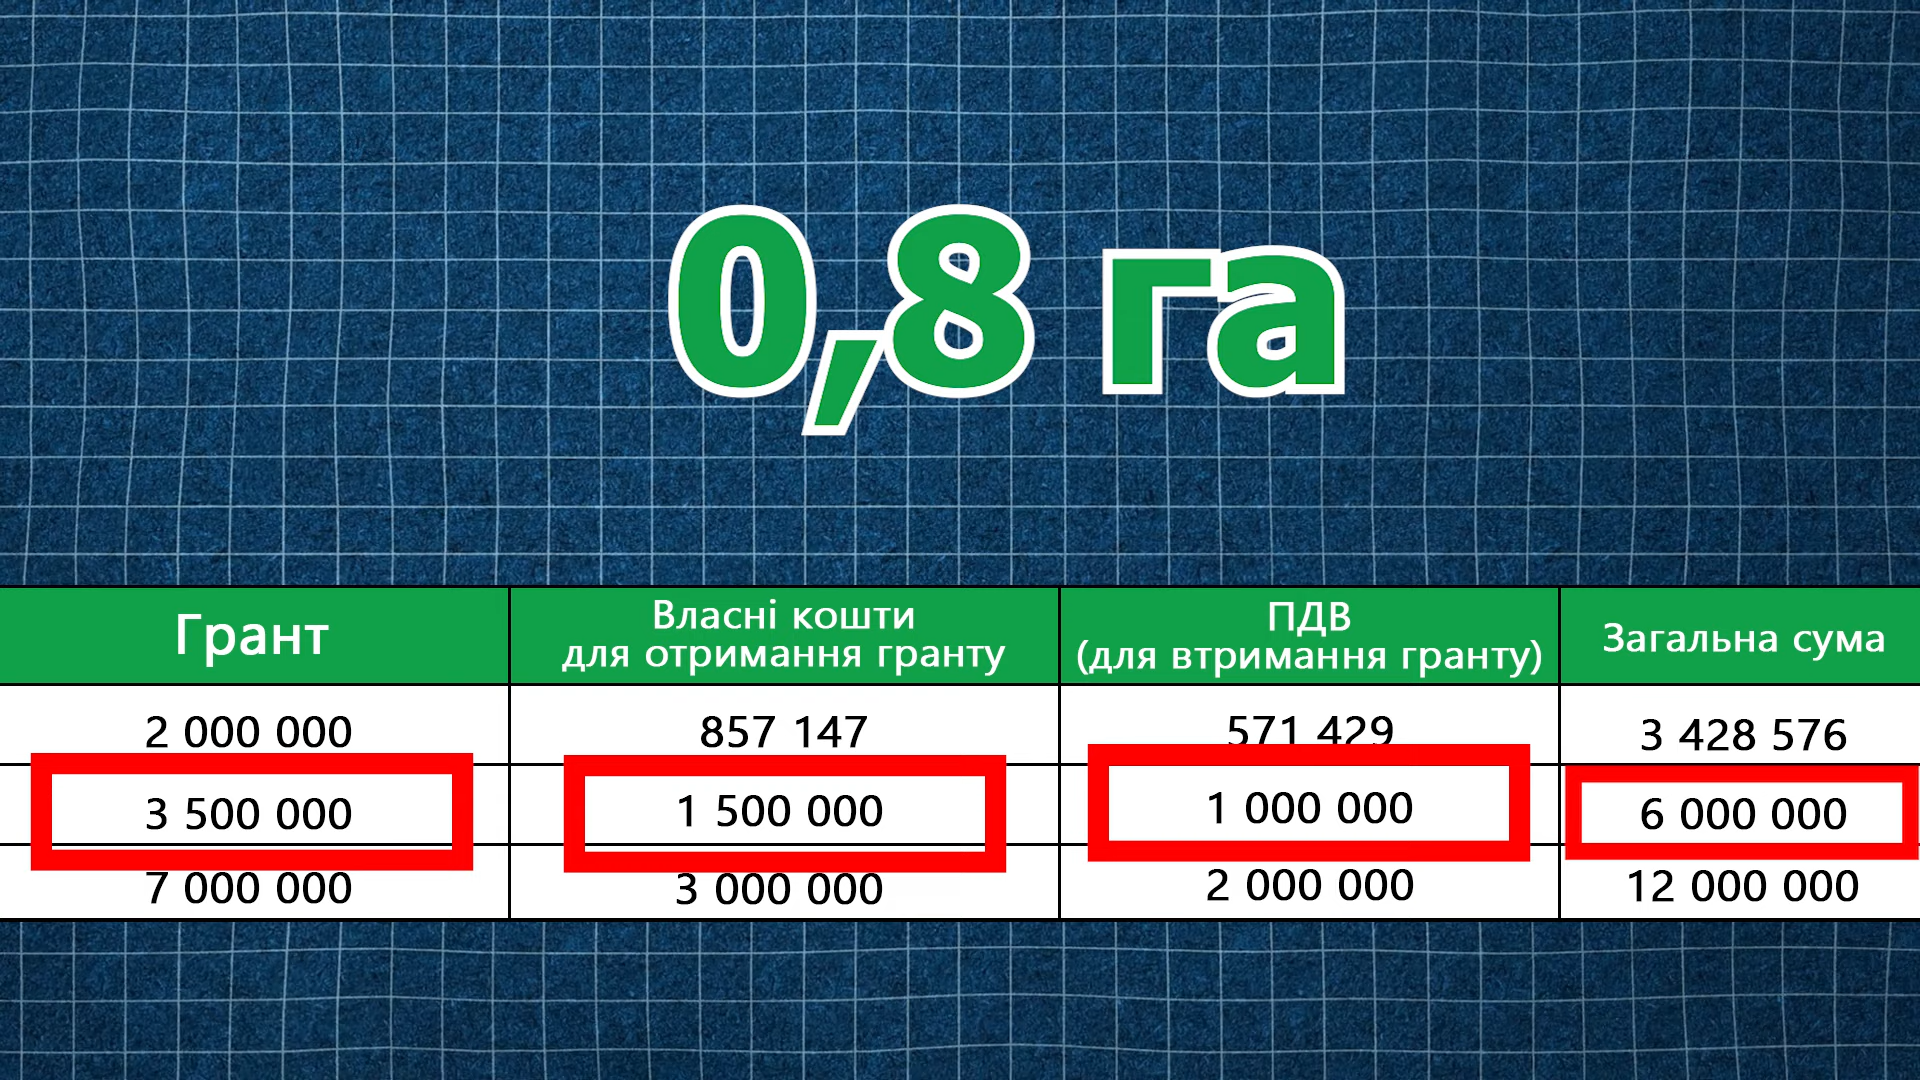 0,8 га
Грант
Власні кошти
для отримання гранту
ПДВ
(для втримання гранту)
Загальна сума
2 000 000
857 147
571 429
3 428 576
3 500 000
1 500 000
1 000 000
6 000 000
7 000 000
3 000 000
2 000 000
12 000 000